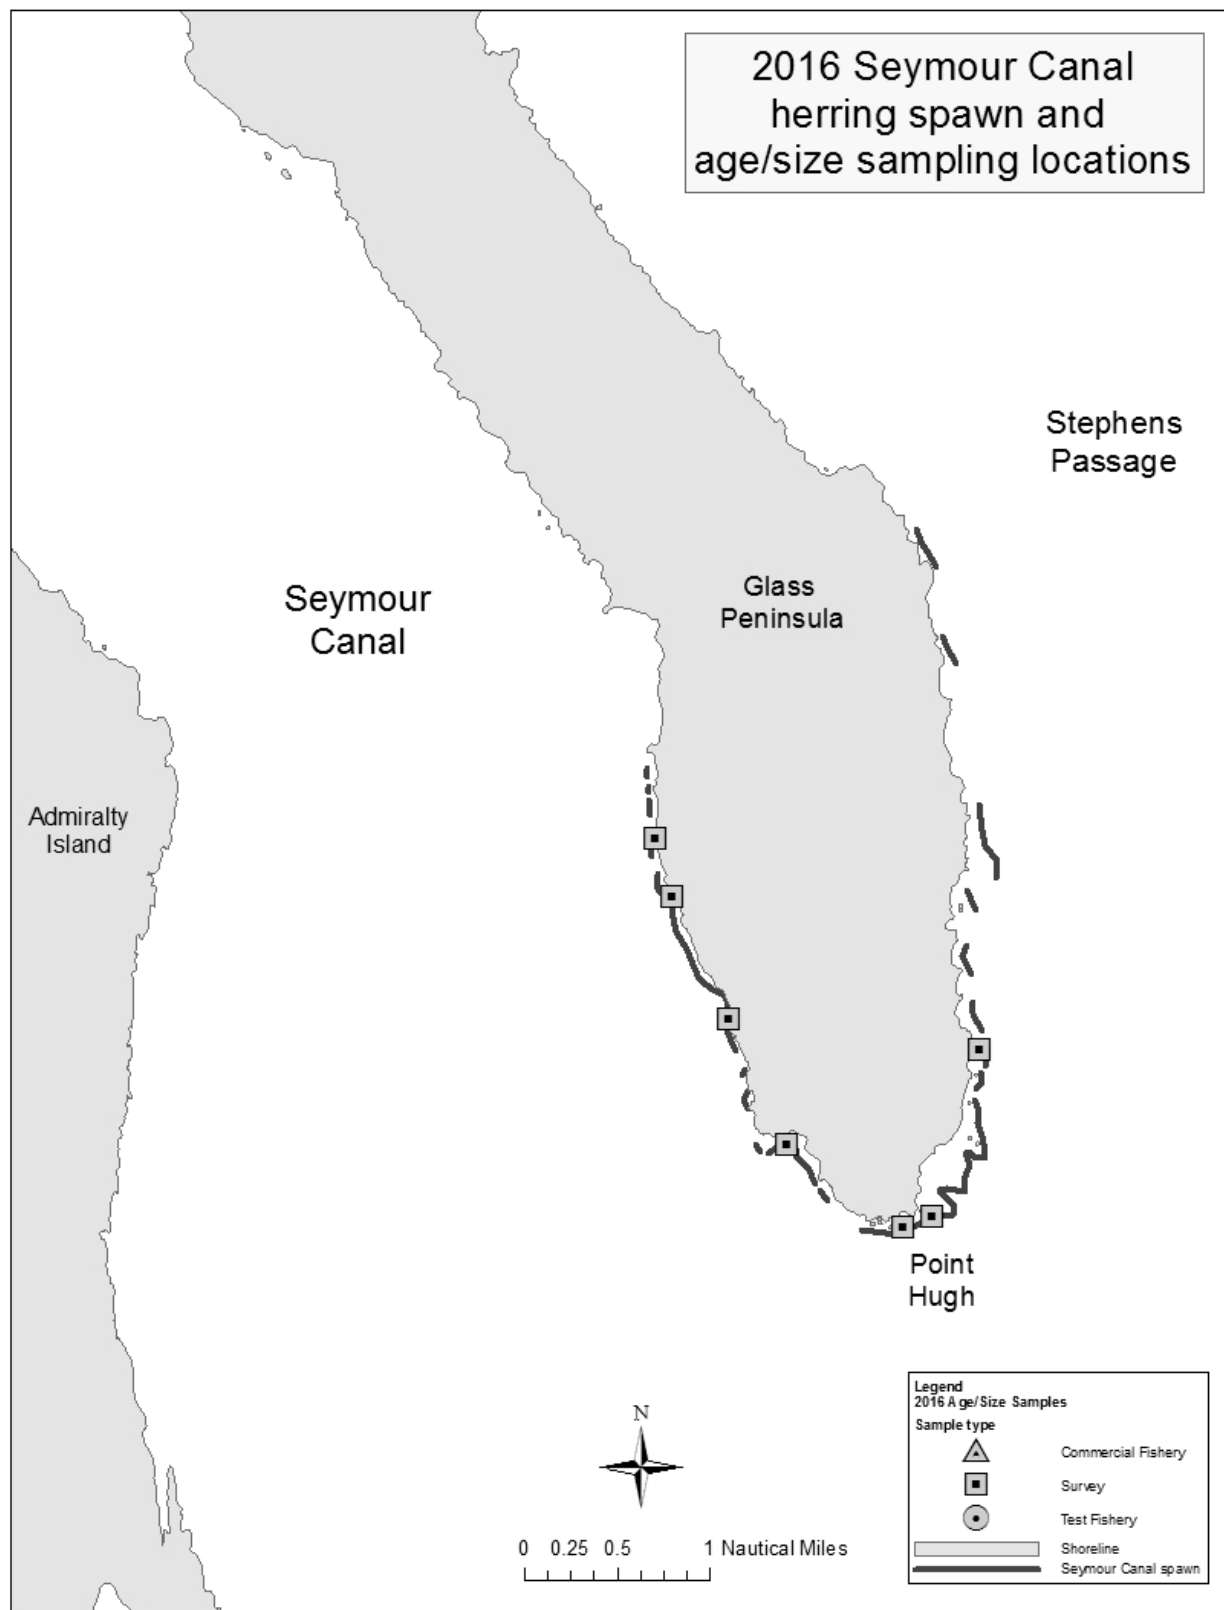 2016 Seymour Canal
herring spawn and
age/size sampling locations
Stephens
Passage
Glass
Peninsula
Seymour
Canal
Admiralty
Island
Point
Hugh
N
0 0.25 0.5 1 Nautical Miles
Legend
2016 Age/Size Samples
Sample type
Commercial Fishery
Survey
Test Fishery
Shoreline
Seymour Canal spawn